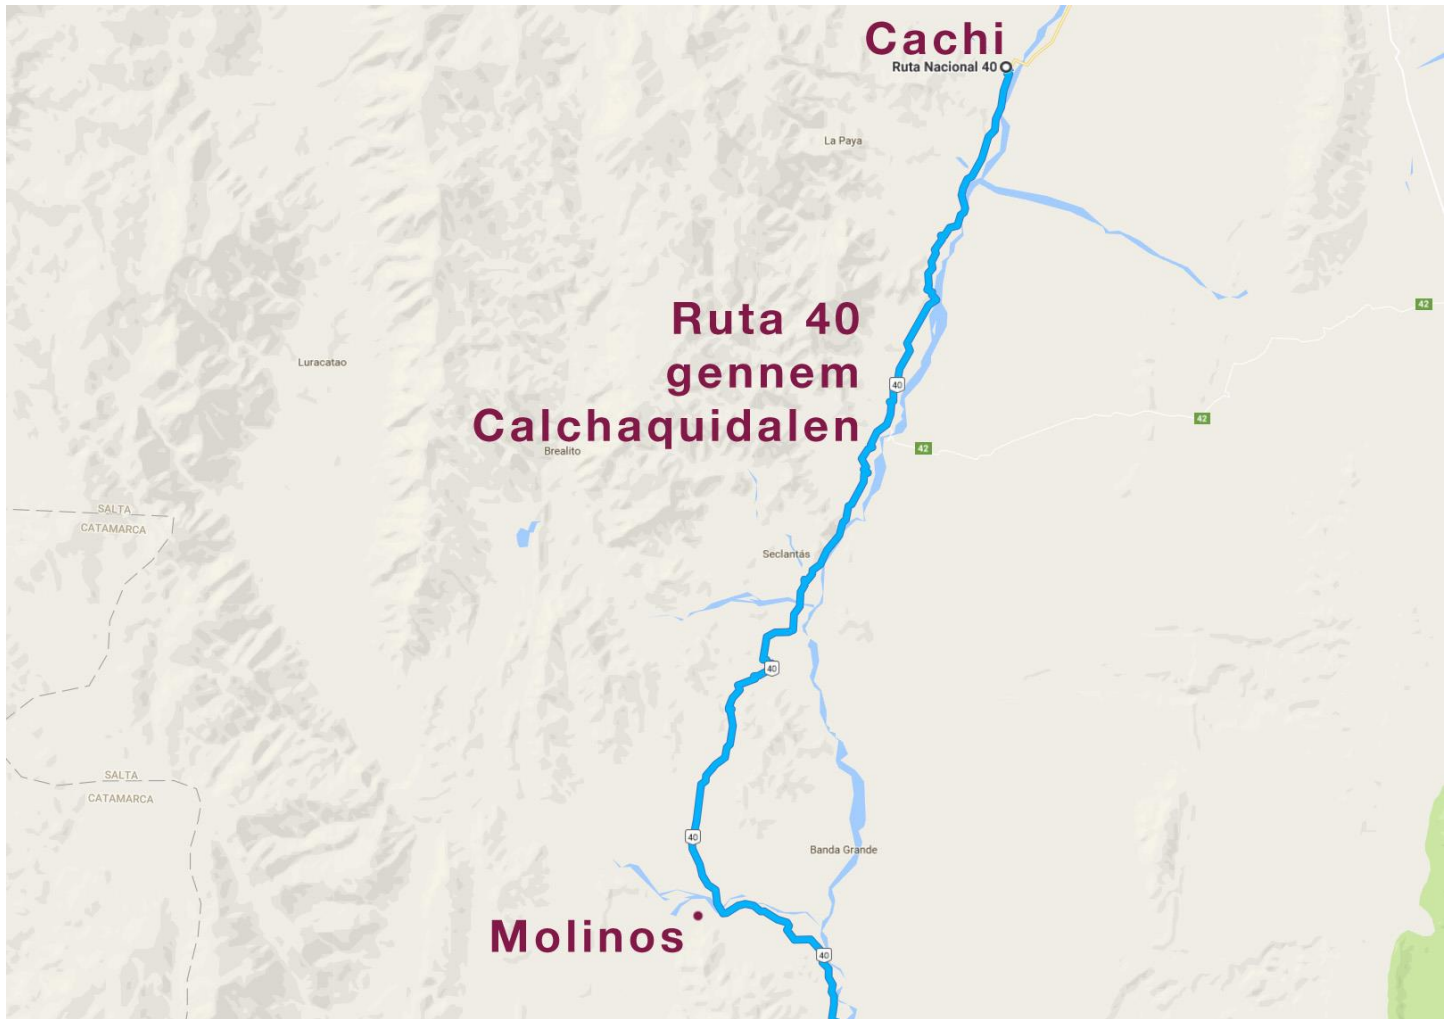 Cachi
Ruta Nacional 40
La Paya
Ruta 40
gennem
Calchaquidalen
42
Luracatao
40
42
42
Brealito
SALTA
CATAMARCA
Seclantás
40
SALTA
CATAMARCA
40
Banda Grande
Molinos
40